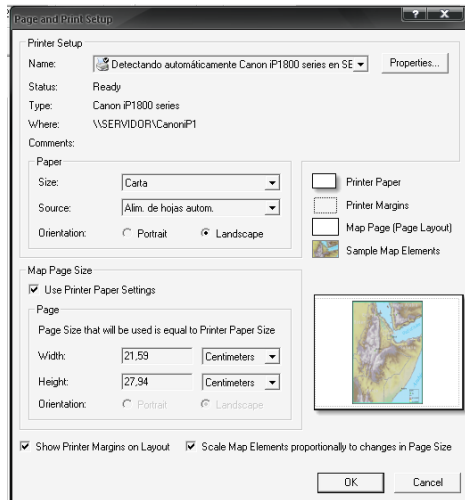 Page and Print Setup
Printer Setup
Name: Detectando automáticamente Canon iP1800 series en SE Properties...
Status: Ready
Type: Canon iP1800 series
Where: \\SERVIDOR\CanoniP1
Comments:
Paper
Size: Carta
Source: Alim. de hojas autom.
Orientation: Portrait Landscape
Printer Paper
Printer Margins
Map Page (Page Layout)
Sample Map Elements
Map Page Size
Use Printer Paper Settings
Page
Page Size that will be used is equal to Printer Paper Size
Width: 21,59 Centimeters
Height: 27,94 Centimeters
Orientation: Portrait Landscape
Show Printer Margins on Layout Scale Map Elements proportionally to changes in Page Size
OK Cancel